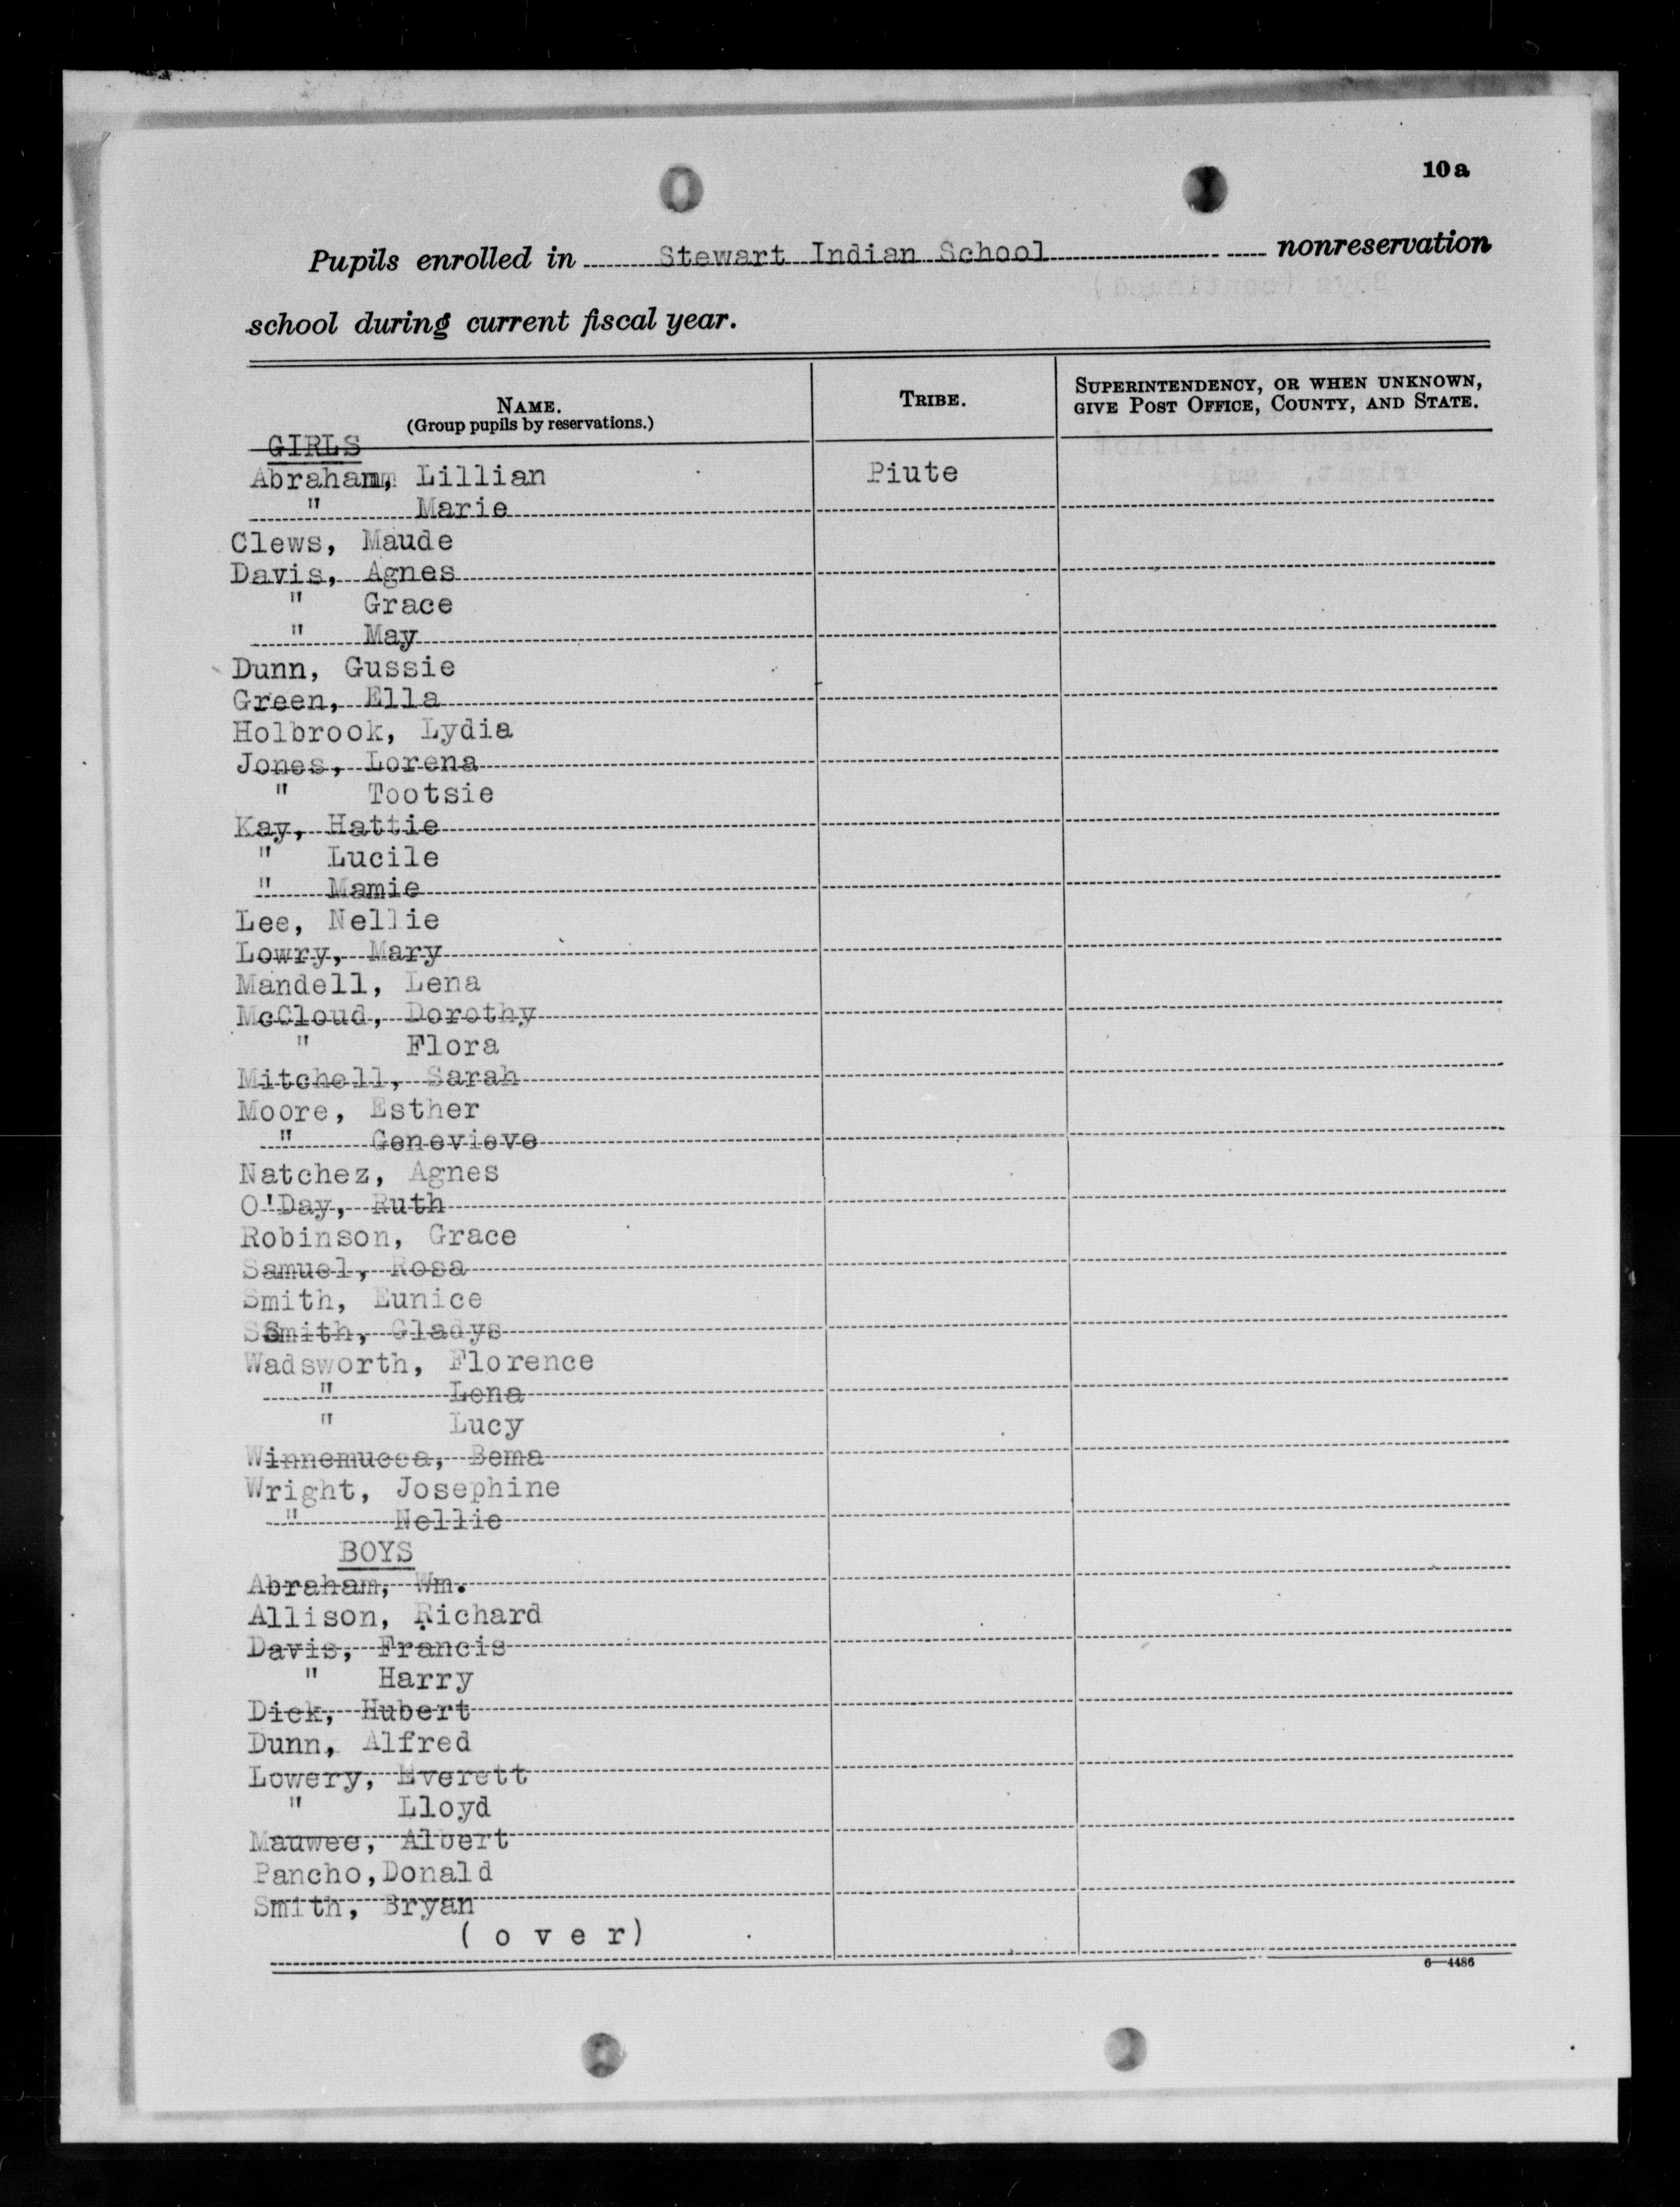 10a
Pupils enrolled in Stewart Indian School nonreservation
school during current fiscal year.
NAME.
(Group pupils by reservations.)
TRIBE.
SUPERINTENDENCY, OR WHEN UNKNOWN,
GIVE POST OFFICE, COUNTY, AND STATE.
GIRLS
Abraham, Lillian Piute
" Marie
Clews, Maude
Davis, Agnes
" Grace
" May
Dunn, Gussie
Green, Ella
Holbrook, Lydia
Jones, Lorena
" Tootsie
Kay, Hattie
" Lucile
" Mamie
Lee, Nellie
Lowry, Mary
Mandell, Lena
McCloud, Dorothy
" Flora
Mitchell, Sarah
Moore, Esther
" Genevieve
Natchez, Agnes
O'Day, Ruth
Robinson, Grace
Samuel, Rosa
Smith, Eunice
Smith, Gladys
Wadsworth, Florence
" Lena
" Lucy
Winnemucca, Bema
Wright, Josephine
" Nellie
BOYS
Abraham, Wm.
Allison, Richard
Davis, Francis
" Harry
Dick, Hubert
Dunn, Alfred
Lowery, Everett
" Lloyd
Mauwee, Albert
Pancho, Donald
Smith, Bryan
( o v e r)
6—4486